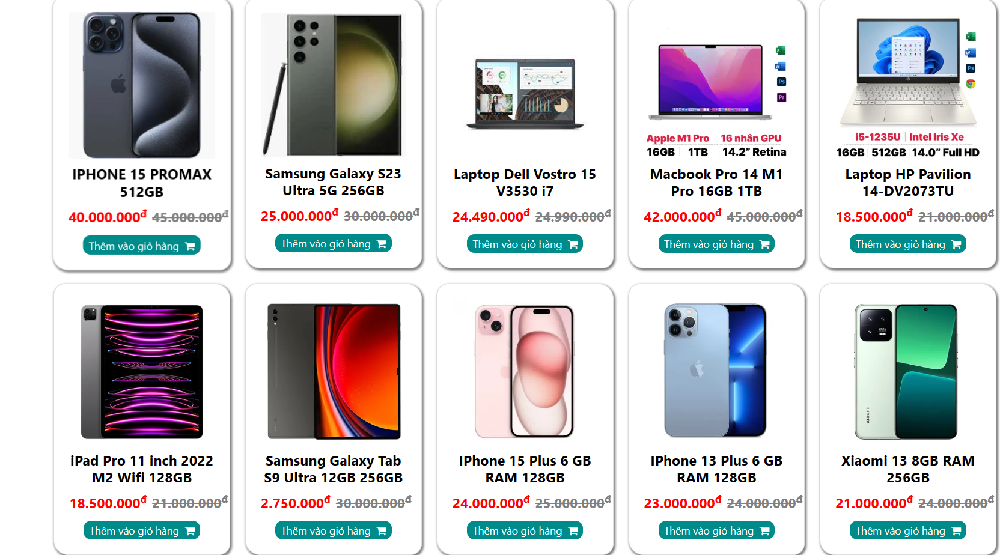 Apple M1 Pro 16 nhân GPU
16GB 1TB 14.2” Retina
i5-1235U Intel Iris Xe
16GB 512GB 14.0” Full HD
IPHONE 15 PROMAX
512GB
40.000.000đ 45.000.000đ
Thêm vào giỏ hàng
Samsung Galaxy S23
Ultra 5G 256GB
25.000.000đ 30.000.000đ
Thêm vào giỏ hàng
Laptop Dell Vostro 15
V3530 i7
24.490.000đ 24.990.000đ
Thêm vào giỏ hàng
Macbook Pro 14 M1
Pro 16GB 1TB
42.000.000đ 45.000.000đ
Thêm vào giỏ hàng
Laptop HP Pavilion
14-DV2073TU
18.500.000đ 21.000.000đ
Thêm vào giỏ hàng
iPad Pro 11 inch 2022
M2 Wifi 128GB
18.500.000đ 21.000.000đ
Thêm vào giỏ hàng
Samsung Galaxy Tab
S9 Ultra 12GB 256GB
2.750.000đ 30.000.000đ
Thêm vào giỏ hàng
IPhone 15 Plus 6 GB
RAM 128GB
24.000.000đ 25.000.000đ
Thêm vào giỏ hàng
IPhone 13 Plus 6 GB
RAM 128GB
23.000.000đ 24.000.000đ
Thêm vào giỏ hàng
LEICA
xiaomi
Xiaomi 13 8GB RAM
256GB
21.000.000đ 24.000.000đ
Thêm vào giỏ hàng